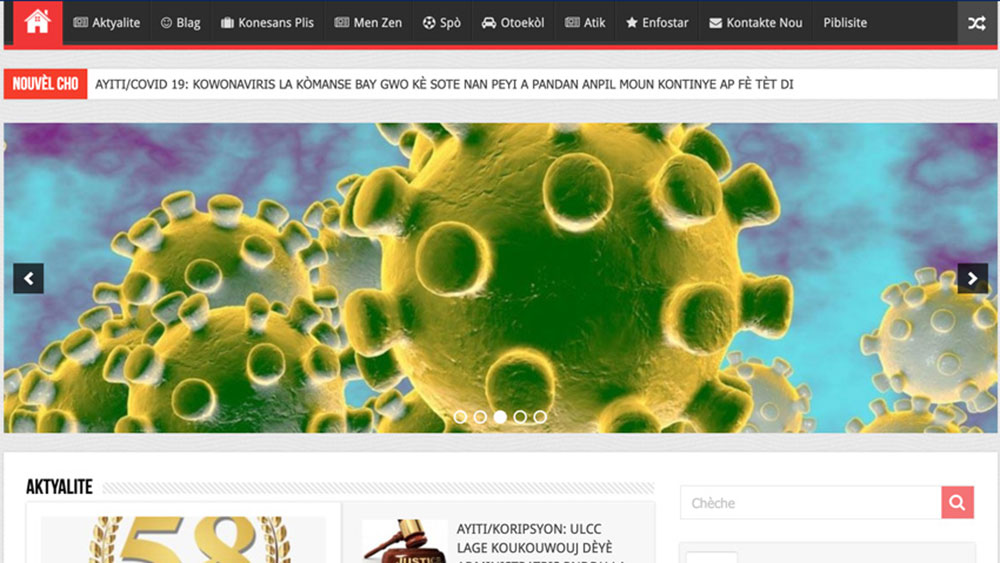 Aktyalite Blag Konesans Plis Men Zen Spò Otoekòl Atik Enfostar Kontakte Nou Piblisite
NOUVÈL CHO AYITI/COVID 19: KOWONAVIRIS LA KÒMANSE BAY GWO KÈ SOTE NAN PEYI A PANDAN ANPIL MOUN KONTINYE AP FÈ TÈT DI
AKTYALITE
Chèche
58
AYITI/KORIPSYON: ULCC
LAGE KOUKOUWOUJ DÈYÈ
JUSTIC